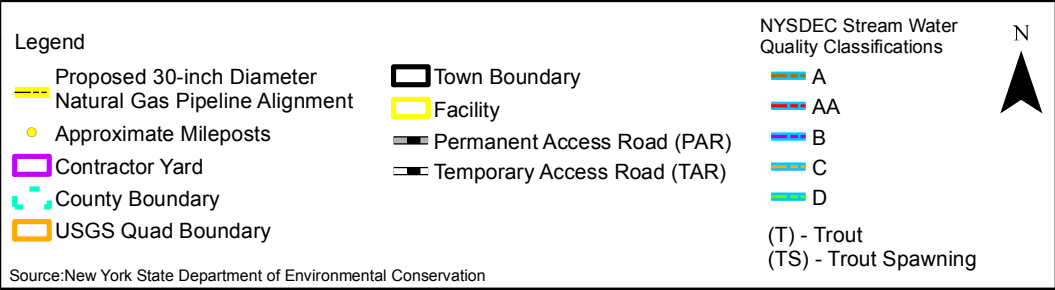 Legend
Proposed 30-inch Diameter
Natural Gas Pipeline Alignment
Approximate Mileposts
Contractor Yard
County Boundary
USGS Quad Boundary
Town Boundary
Facility
Permanent Access Road (PAR)
Temporary Access Road (TAR)
NYSDEC Stream Water
Quality Classifications
A
AA
B
C
D
(T) - Trout
(TS) - Trout Spawning
N
Source:New York State Department of Environmental Conservation